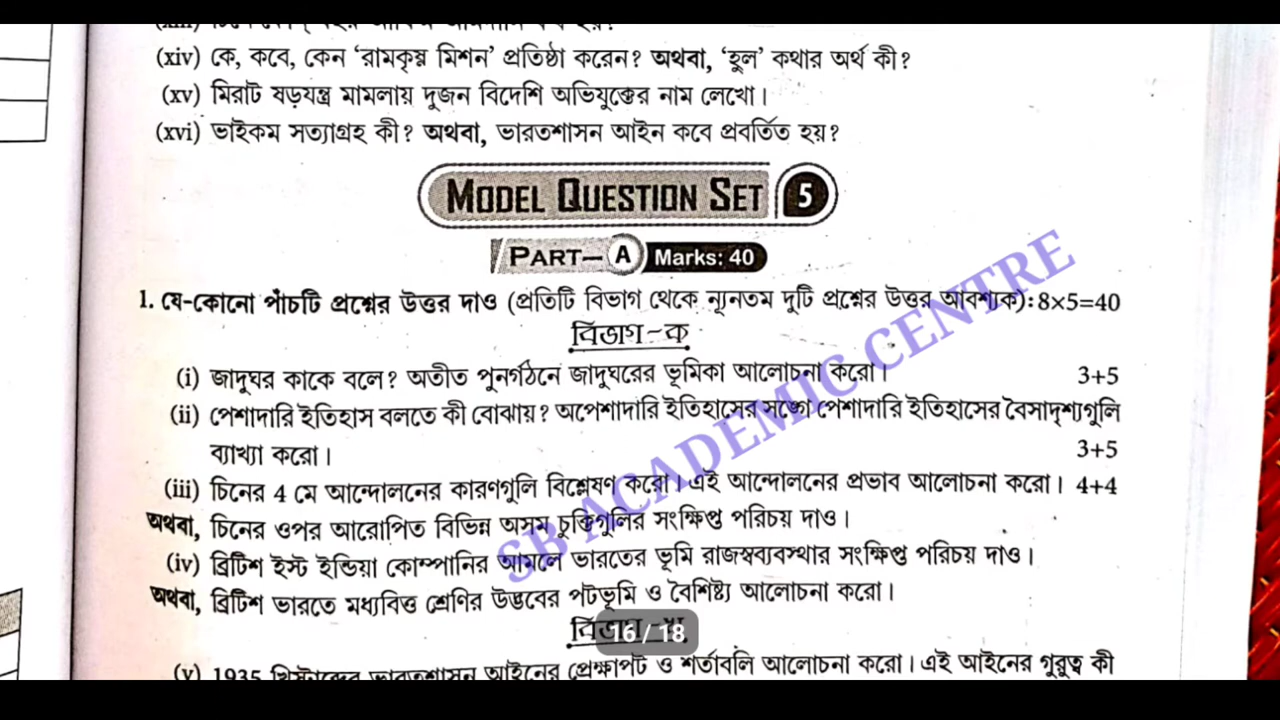 (xiv) কে, কবে, কেন ‘রামকৃষ্ণ মিশন’ প্রতিষ্ঠা করেন? অথবা, ‘হুল’ কথার অর্থ কী?
(xv) মিরাট ষড়যন্ত্র মামলায় দুজন বিদেশি অভিযুক্তের নাম লেখো।
(xvi) ভাইকম সত্যাগ্রহ কী? অথবা, ভারতশাসন আইন কবে প্রবর্তিত হয়?
MODEL QUESTION SET 5
PART—A Marks: 40
1. যে-কোনো পাঁচটি প্রশ্নের উত্তর দাও (প্রতিটি বিভাগ থেকে ন্যূনতম দুটি প্রশ্নের উত্তর আবশ্যক): 8×5=40
বিভাগ-ক
(i) জাদুঘর কাকে বলে? অতীত পুনর্গঠনে জাদুঘরের ভূমিকা আলোচনা করো। 3+5
(ii) পেশাদারি ইতিহাস বলতে কী বোঝায়? অপেশাদারি ইতিহাসের সঙ্গে পেশাদারি ইতিহাসের বৈসাদৃশ্যগুলি
ব্যাখ্যা করো। 3+5
(iii) চিনের 4 মে আন্দোলনের কারণগুলি বিশ্লেষণ করো। এই আন্দোলনের প্রভাব আলোচনা করো। 4+4
অথবা, চিনের ওপর আরোপিত বিভিন্ন অসম চুক্তিগুলির সংক্ষিপ্ত পরিচয় দাও।
(iv) ব্রিটিশ ইস্ট ইন্ডিয়া কোম্পানির আমলে ভারতের ভূমি রাজস্বব্যবস্থার সংক্ষিপ্ত পরিচয় দাও।
অথবা, ব্রিটিশ ভারতে মধ্যবিত্ত শ্রেণির উদ্ভবের পটভূমি ও বৈশিষ্ট্য আলোচনা করো।
16 / 18
(v) 1935 খ্রিস্টাব্দের ভারতশাসন আইনের প্রেক্ষাপট ও শর্তাবলি আলোচনা করো। এই আইনের গুরুত্ব কী
SB ACADEMIC CENTRE